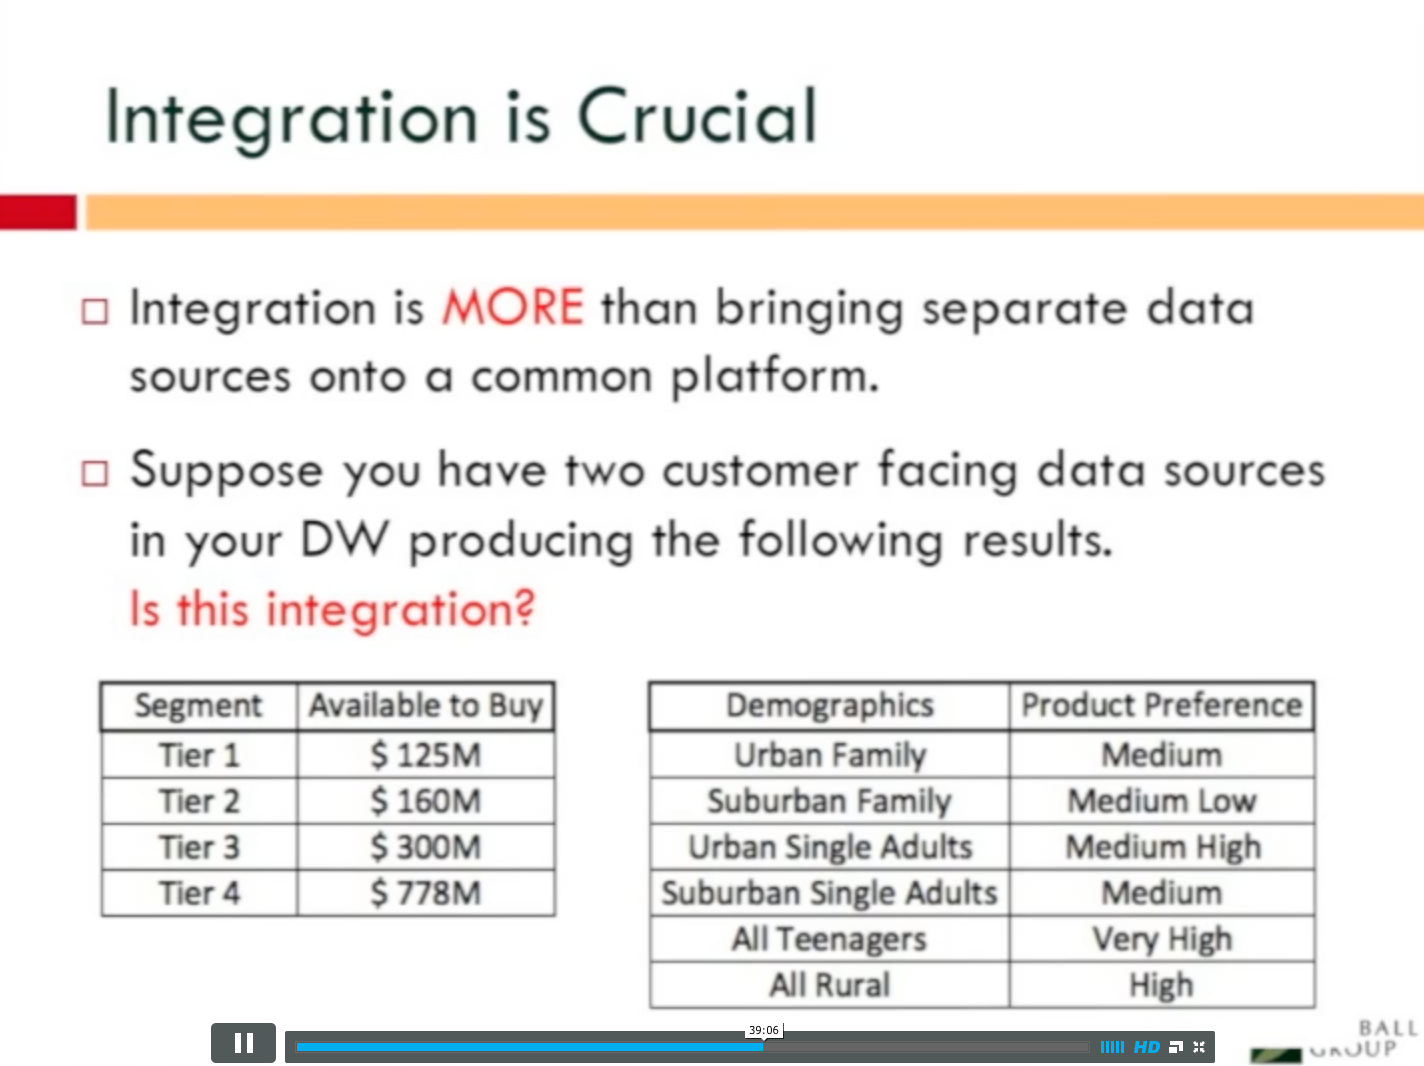 Integration is Crucial
Integration is MORE than bringing separate data
sources onto a common platform.
Suppose you have two customer facing data sources
in your DW producing the following results.
Is this integration?
Segment Available to Buy
Tier 1 $ 125M
Tier 2 $ 160M
Tier 3 $ 300M
Tier 4 $ 778M
Demographics Product Preference
Urban Family Medium
Suburban Family Medium Low
Urban Single Adults Medium High
Suburban Single Adults Medium
All Teenagers Very High
All Rural High
39:06
HD
BALL
GROUP